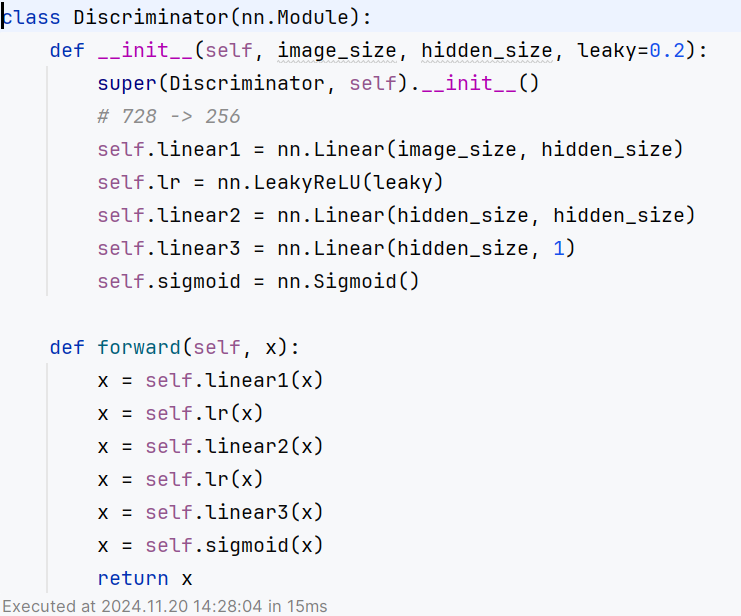 class Discriminator(nn.Module):
    def __init__(self, image_size, hidden_size, leaky=0.2):
        super(Discriminator, self).__init__()
        # 728 -> 256
        self.linear1 = nn.Linear(image_size, hidden_size)
        self.lr = nn.LeakyReLU(leaky)
        self.linear2 = nn.Linear(hidden_size, hidden_size)
        self.linear3 = nn.Linear(hidden_size, 1)
        self.sigmoid = nn.Sigmoid()

    def forward(self, x):
        x = self.linear1(x)
        x = self.lr(x)
        x = self.linear2(x)
        x = self.lr(x)
        x = self.linear3(x)
        x = self.sigmoid(x)
        return x
Executed at 2024.11.20 14:28:04 in 15ms